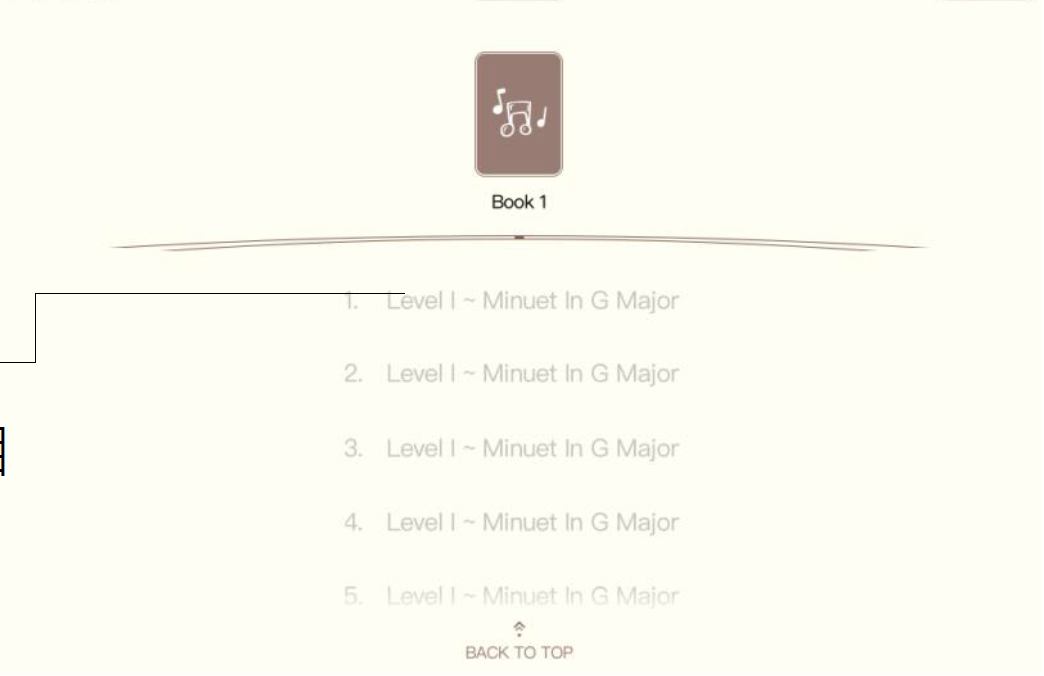 Book 1
1. Level I ~ Minuet In G Major
2. Level I ~ Minuet In G Major
3. Level I ~ Minuet In G Major
4. Level I ~ Minuet In G Major
5. Level I ~ Minuet In G Major
BACK TO TOP